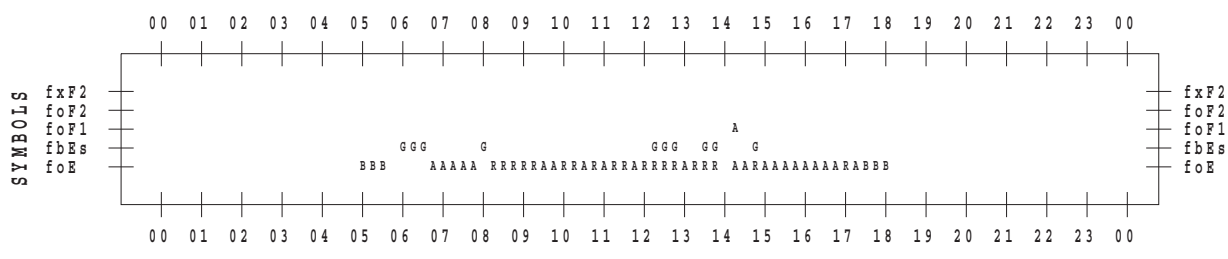 00 01 02 03 04 05 06 07 08 09 10 11 12 13 14 15 16 17 18 19 20 21 22 23 00
SYMBOLS
fxF2 fxF2
foF2 foF2
foF1 A foF1
fbEs GGG G GGG GG G fbEs
foE BBB AAAAA RRRRRAARRARARRARRRRARRR AARAAAAAAAARABBB foE
00 01 02 03 04 05 06 07 08 09 10 11 12 13 14 15 16 17 18 19 20 21 22 23 00